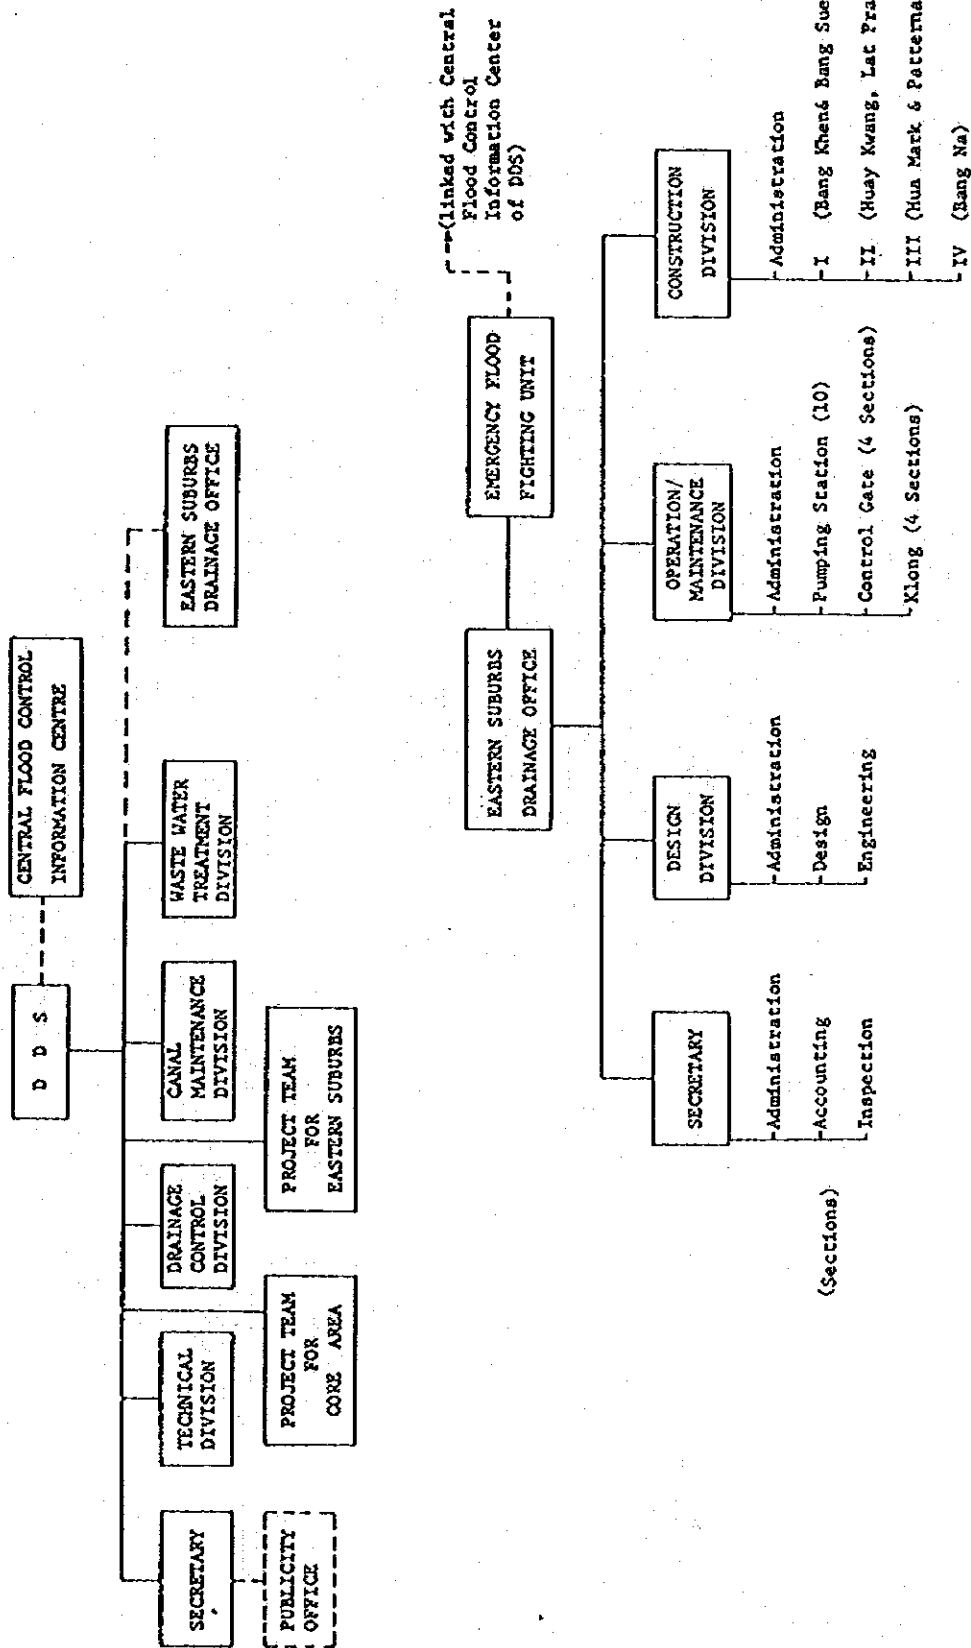 CENTRAL FLOOD CONTROL
INFORMATION CENTRE
D D S
SECRETARY
TECHNICAL
DIVISION
DRAINAGE
CONTROL
DIVISION
CANAL
MAINTENANCE
DIVISION
WASTE WATER
TREATMENT
DIVISION
EASTERN SUBURBS
DRAINAGE OFFICE
PUBLICITY
OFFICE
PROJECT TEAM
FOR
CORE AREA
PROJECT TEAM
FOR
EASTERN SUBURBS
(linked with Central
Flood Control
Information Center
of DDS)
EASTERN SUBURBS
DRAINAGE OFFICE
EMERGENCY FLOOD
FIGHTING UNIT
SECRETARY
DESIGN
DIVISION
OPERATION/
MAINTENANCE
DIVISION
CONSTRUCTION
DIVISION
(Sections)
Administration
Accounting
Inspection
Administration
Design
Engineering
Administration
Pumping Station (10)
Control Gate (4 Sections)
Klong (4 Sections)
Administration
I (Bang Khen& Bang Sue
II (Huay Kwang, Lat Pra
III (Hua Mark & Patterna
IV (Bang Na)